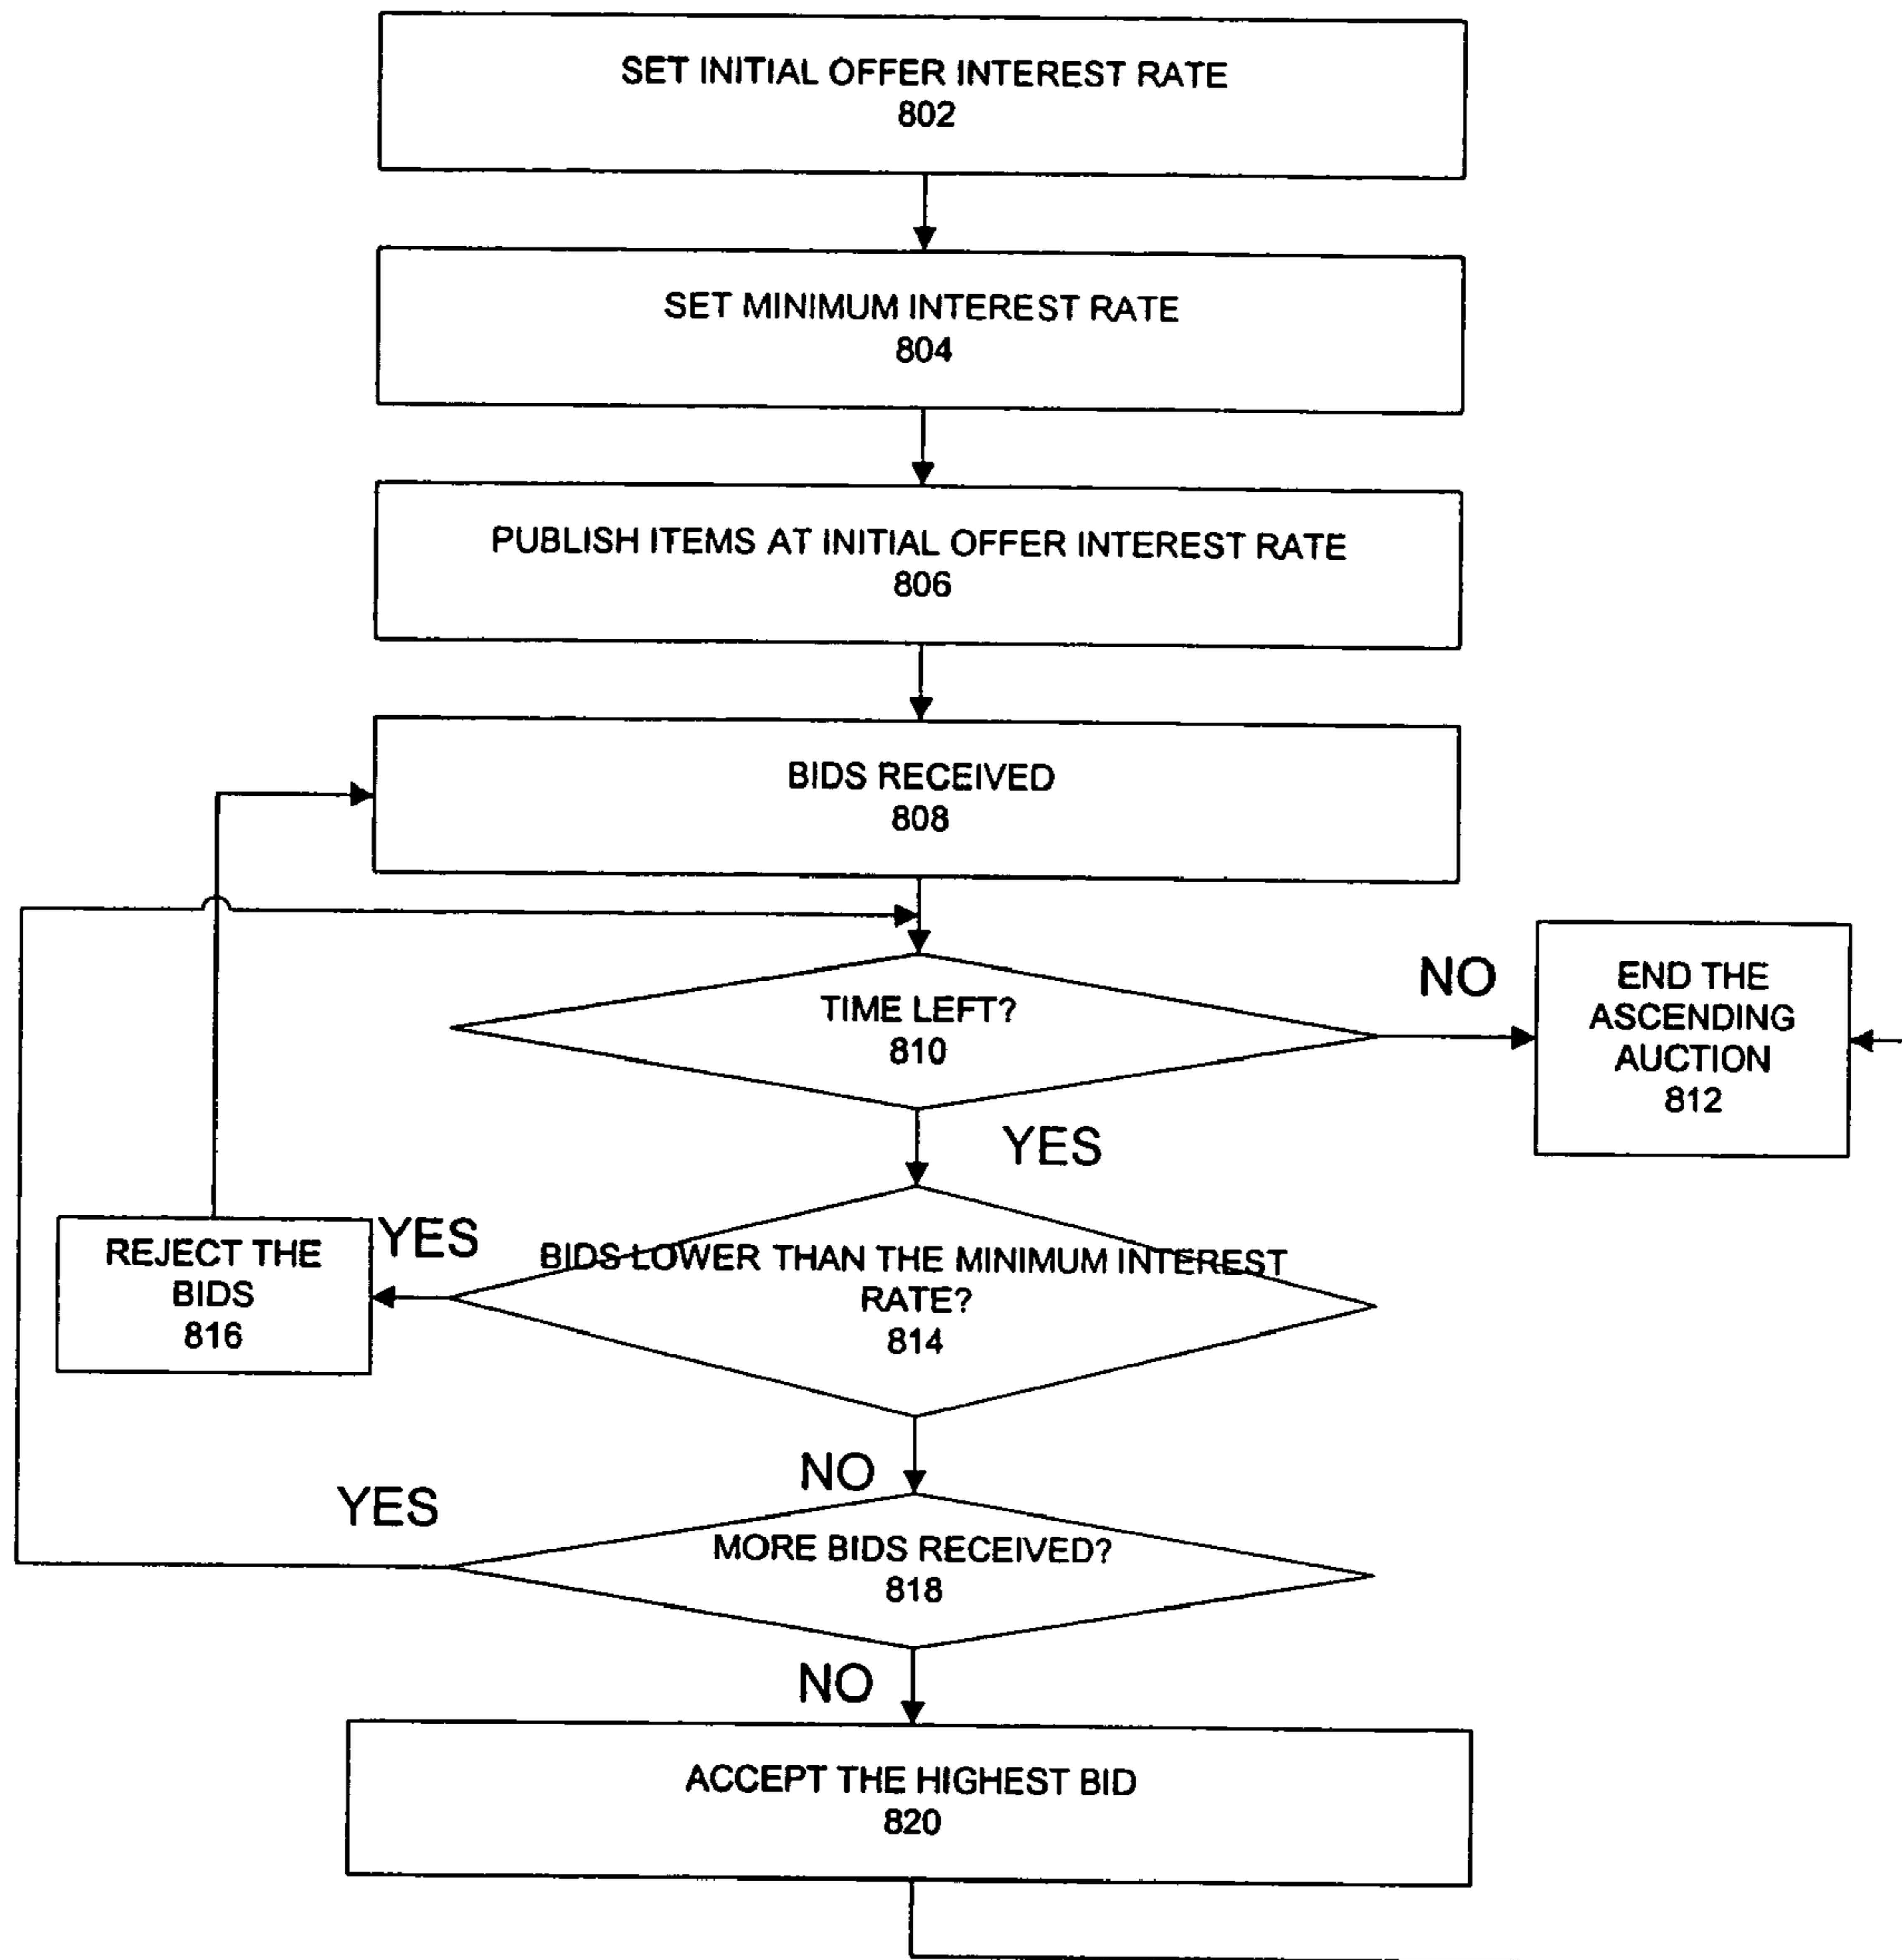 SET INITIAL OFFER INTEREST RATE
802
SET MINIMUM INTEREST RATE
804
PUBLISH ITEMS AT INITIAL OFFER INTEREST RATE
806
BIDS RECEIVED
808
TIME LEFT?
810
NO
END THE
ASCENDING
AUCTION
812
YES
BIDS LOWER THAN THE MINIMUM INTEREST
RATE?
814
YES
REJECT THE
BIDS
816
NO
MORE BIDS RECEIVED?
818
YES
NO
ACCEPT THE HIGHEST BID
820